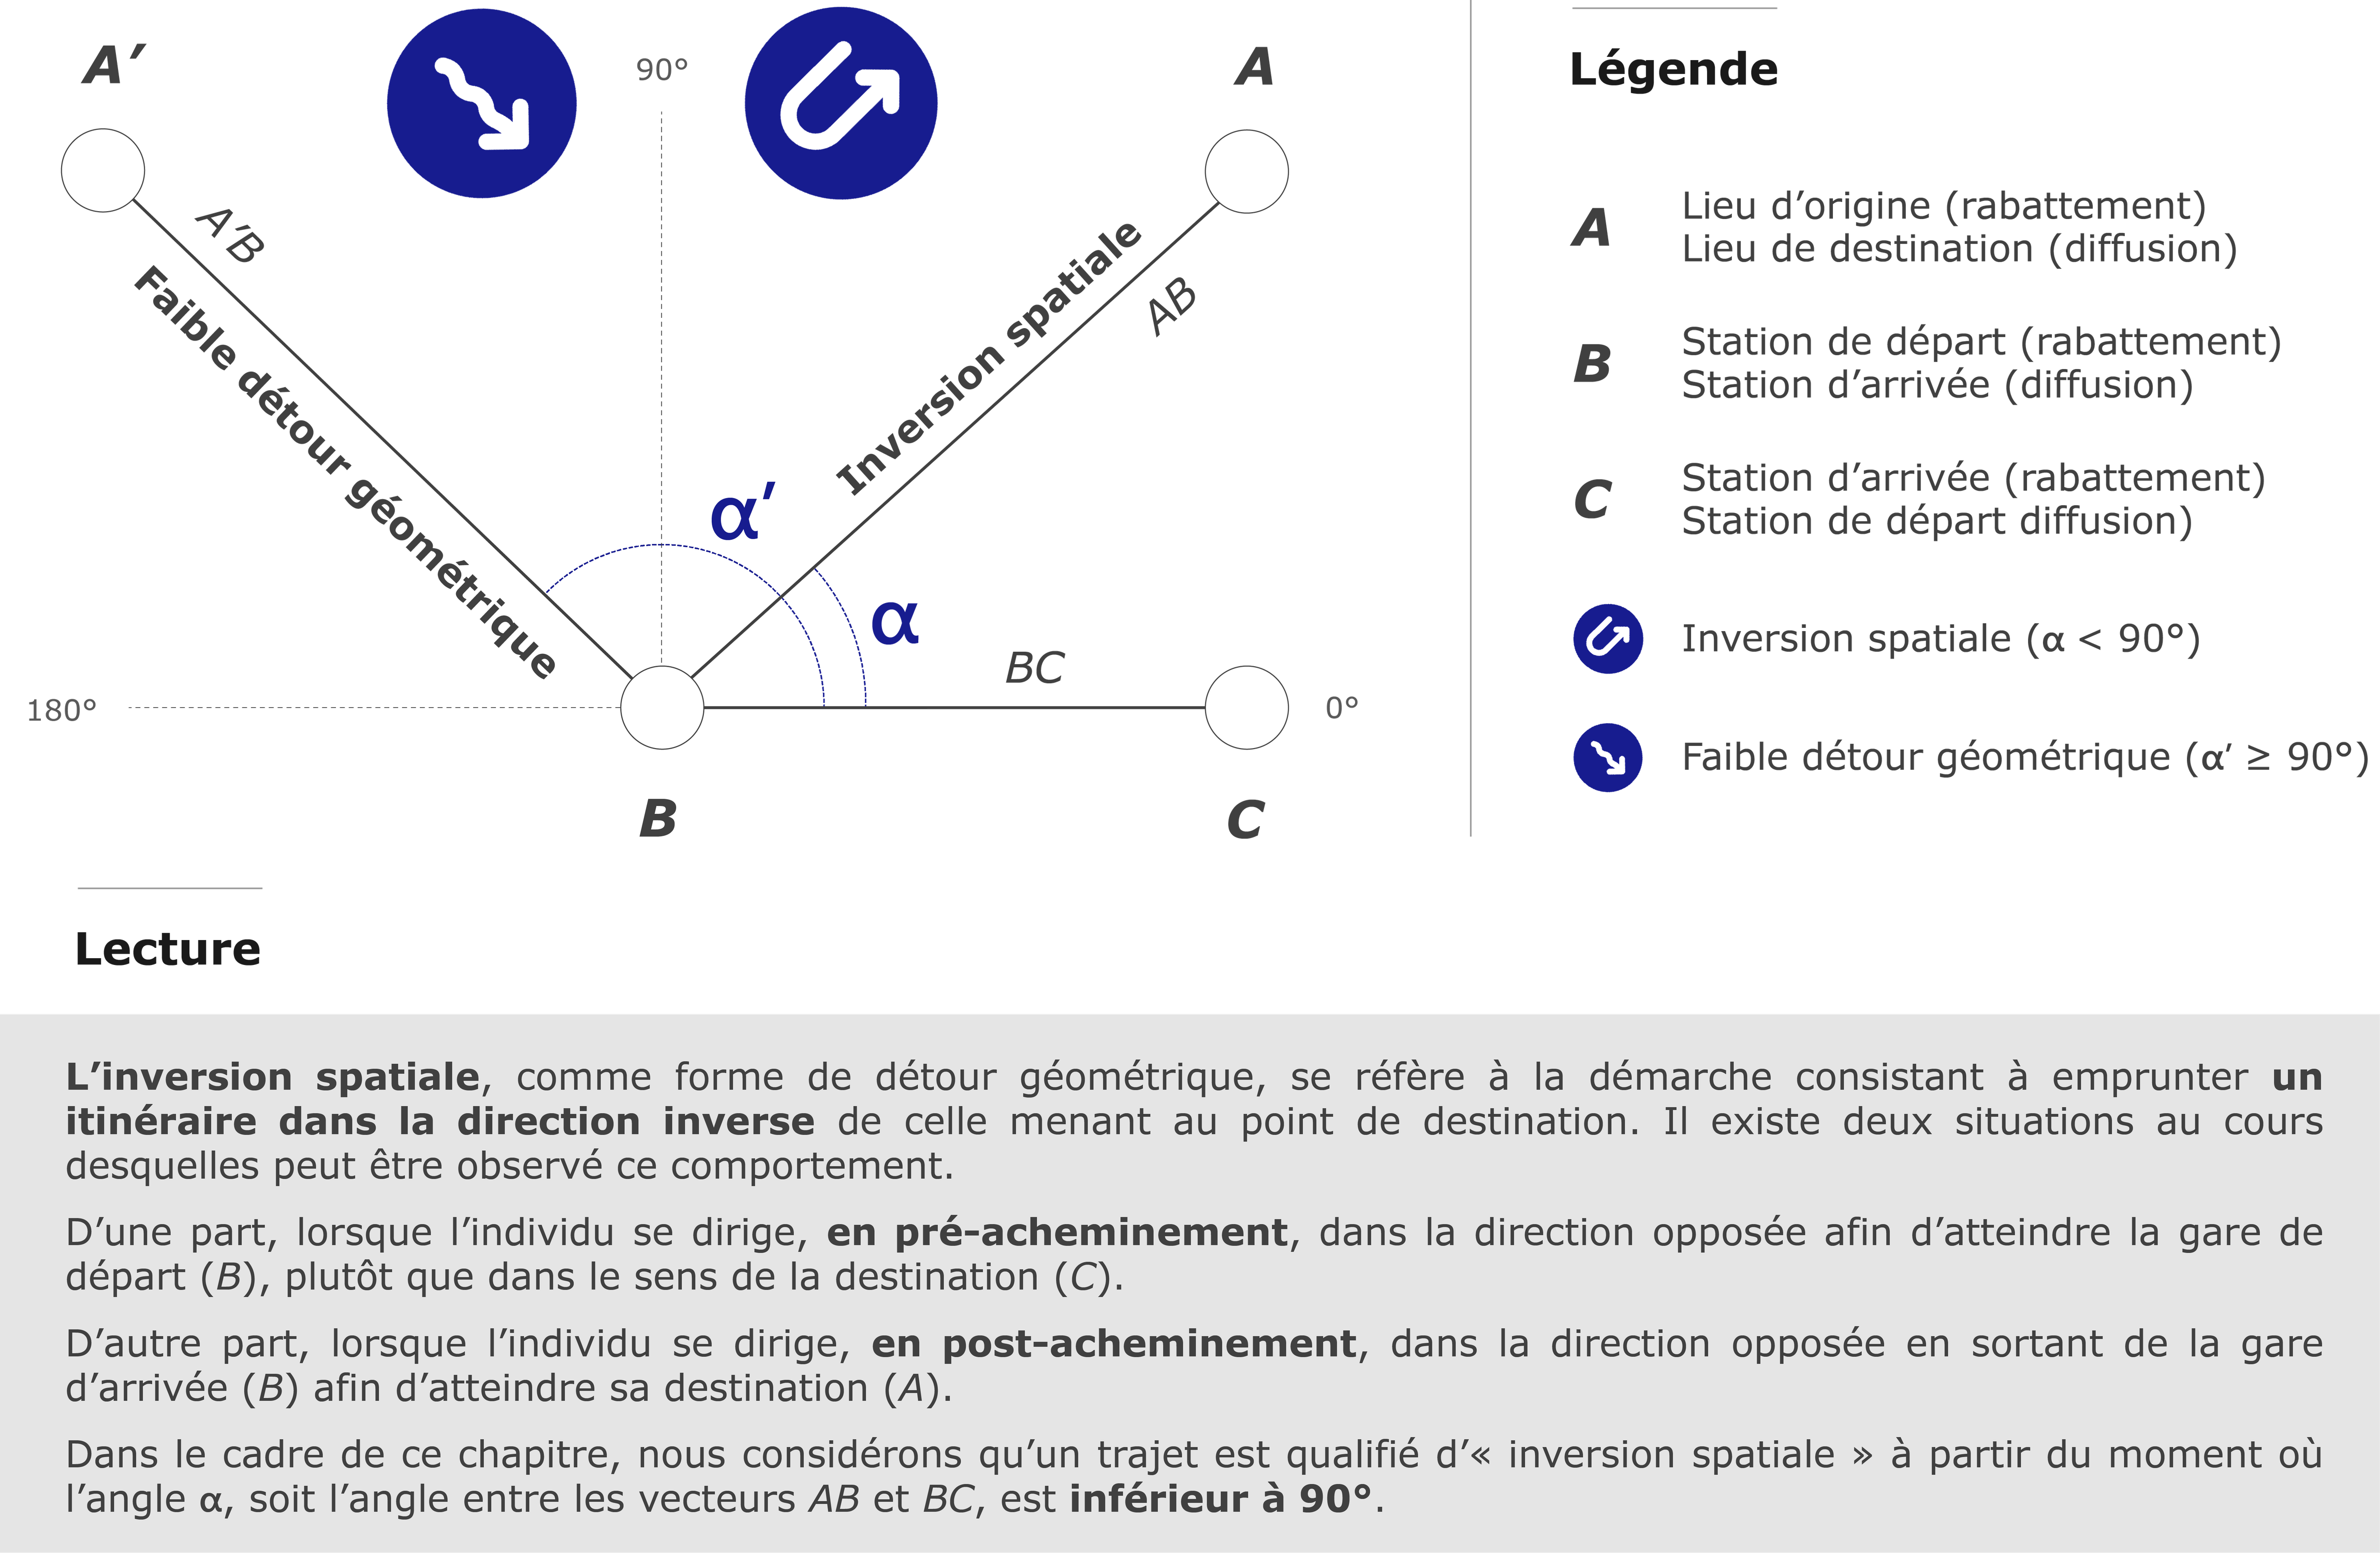 A′
90°
A
A′B
Faible détour géométrique
Inversion spatiale
AB
α′
α
BC
180°
0°
B
C
Légende
A
Lieu d’origine (rabattement)
Lieu de destination (diffusion)
B
Station de départ (rabattement)
Station d’arrivée (diffusion)
C
Station d’arrivée (rabattement)
Station de départ diffusion)
Inversion spatiale (α < 90°)
Faible détour géométrique (α′ ≥ 90°)
Lecture
L’inversion spatiale, comme forme de détour géométrique, se réfère à la démarche consistant à emprunter un
itinéraire dans la direction inverse de celle menant au point de destination. Il existe deux situations au cours
desquelles peut être observé ce comportement.
D’une part, lorsque l’individu se dirige, en pré-acheminement, dans la direction opposée afin d’atteindre la gare de
départ (B), plutôt que dans le sens de la destination (C).
D’autre part, lorsque l’individu se dirige, en post-acheminement, dans la direction opposée en sortant de la gare
d’arrivée (B) afin d’atteindre sa destination (A).
Dans le cadre de ce chapitre, nous considérons qu’un trajet est qualifié d’« inversion spatiale » à partir du moment où
l’angle α, soit l’angle entre les vecteurs AB et BC, est inférieur à 90°.